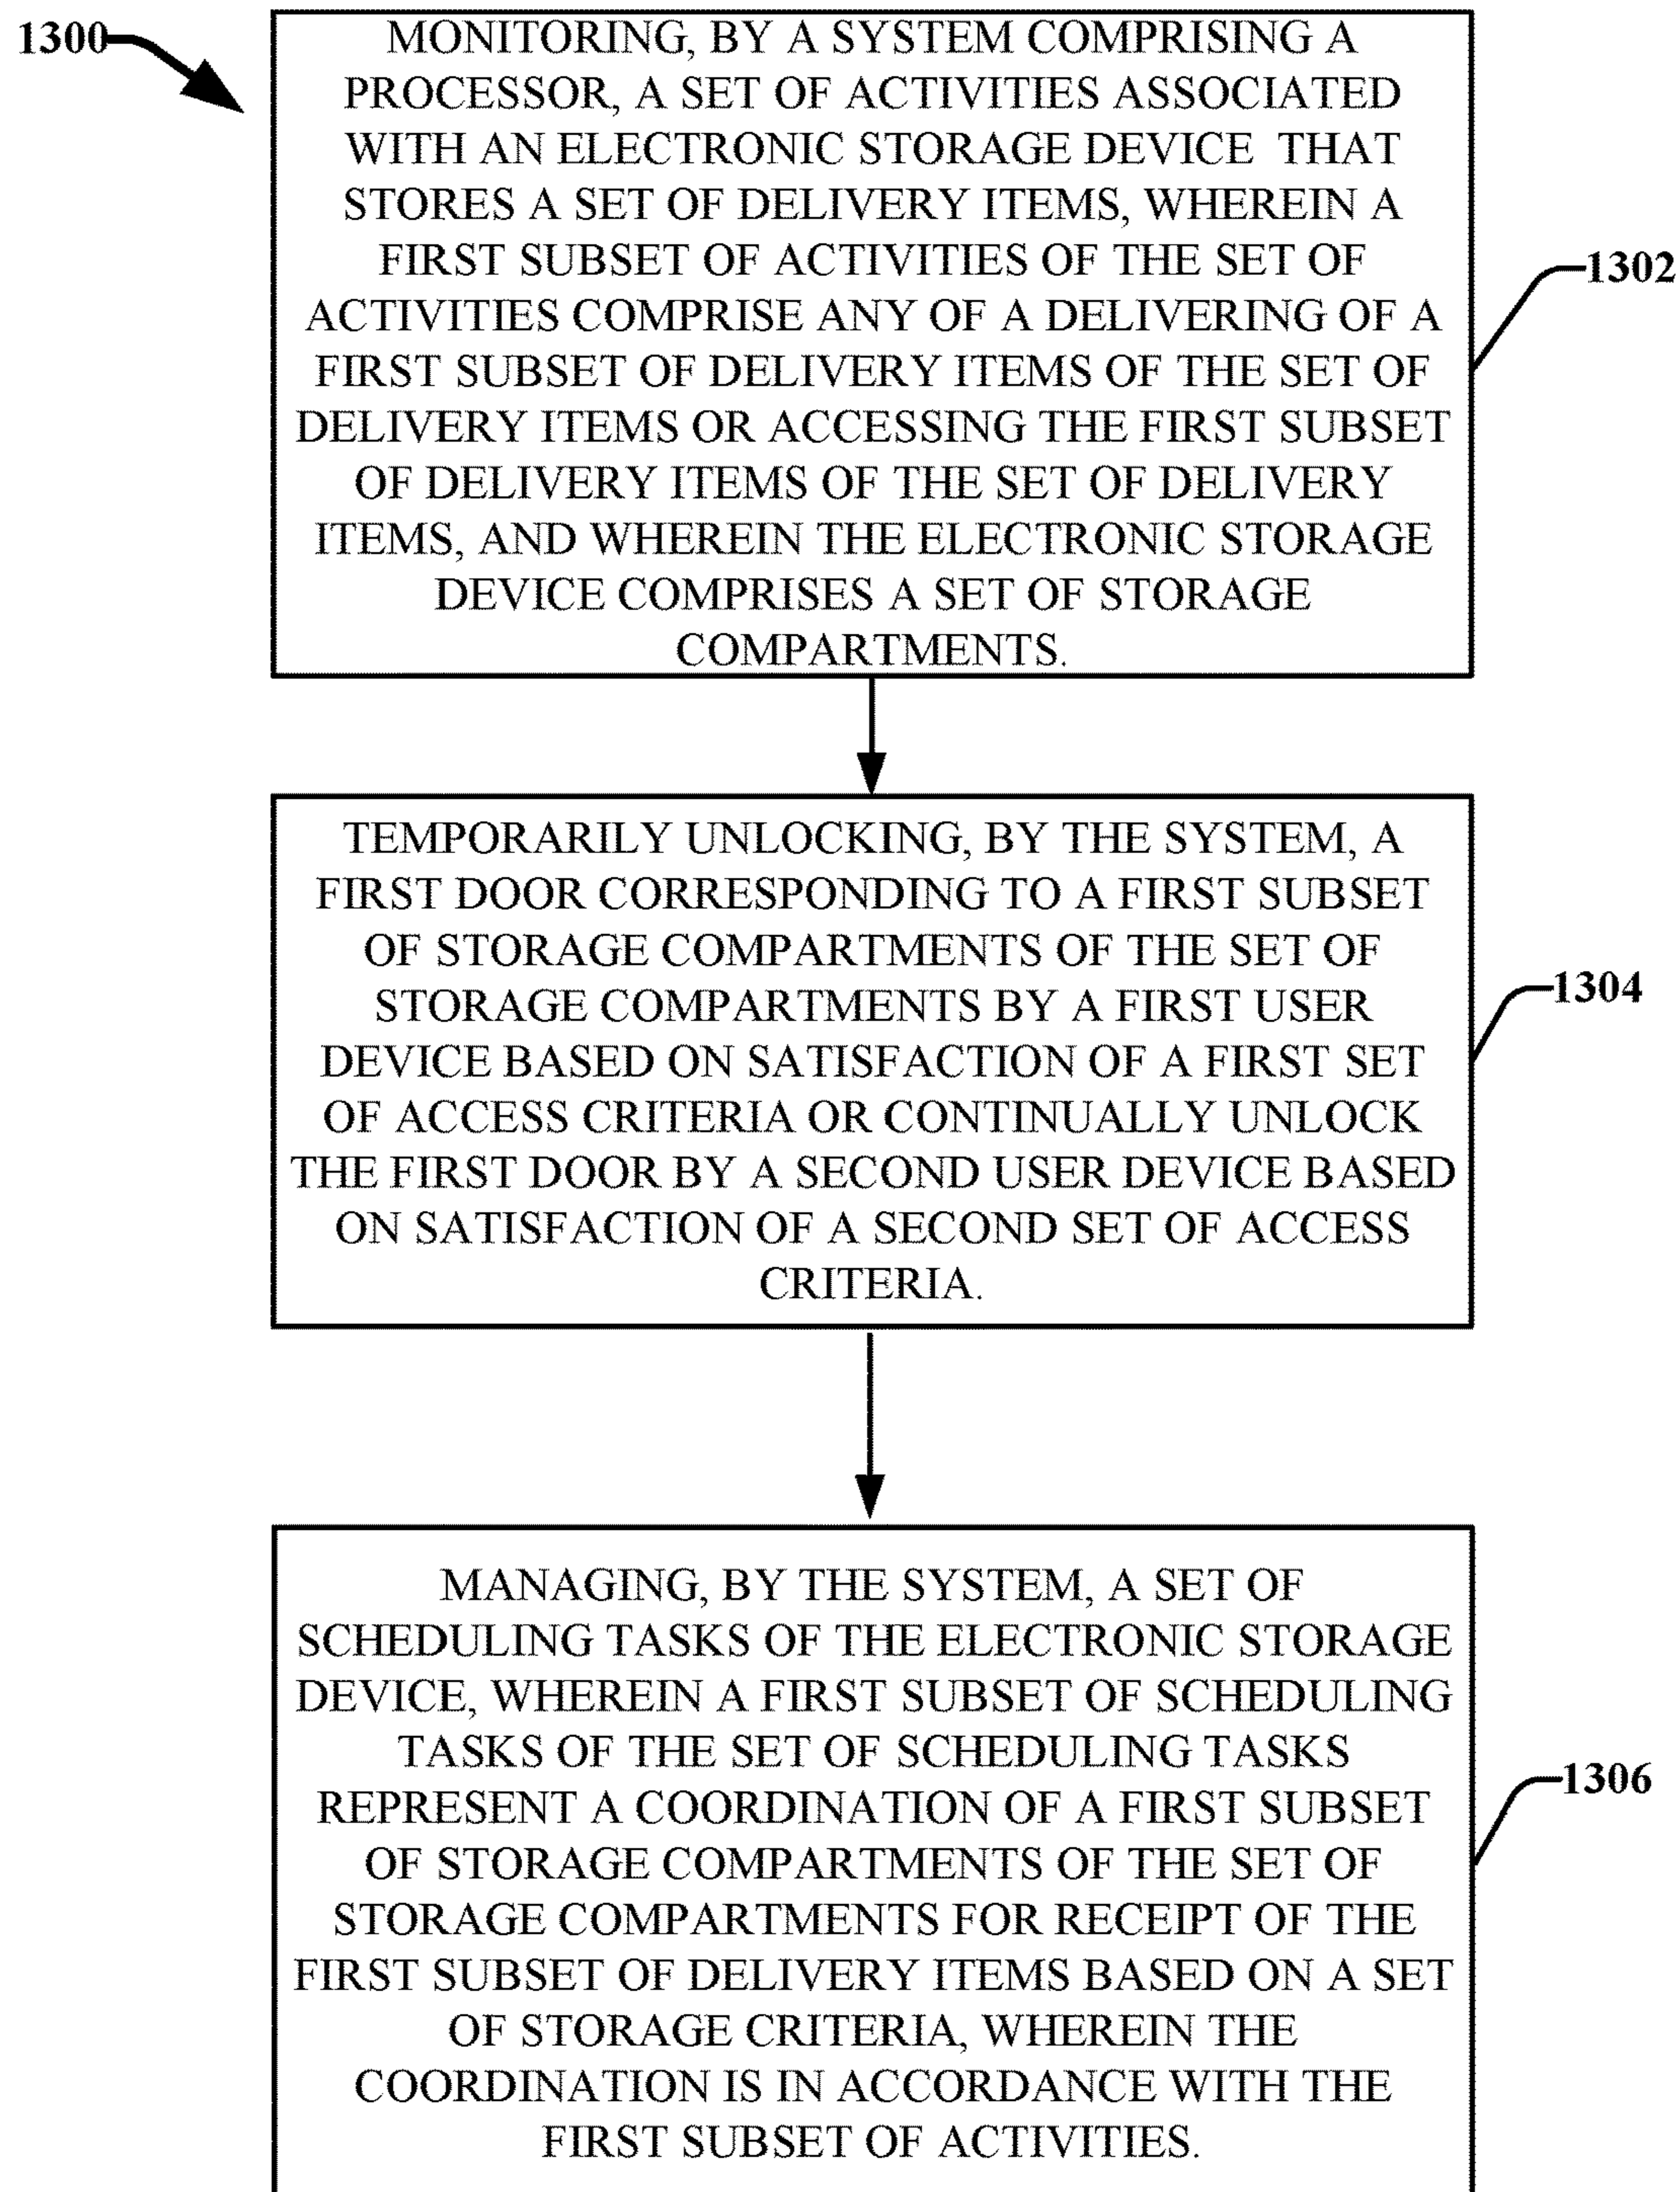 1300
MONITORING, BY A SYSTEM COMPRISING A
PROCESSOR, A SET OF ACTIVITIES ASSOCIATED
WITH AN ELECTRONIC STORAGE DEVICE THAT
STORES A SET OF DELIVERY ITEMS, WHEREIN A
FIRST SUBSET OF ACTIVITIES OF THE SET OF
ACTIVITIES COMPRISE ANY OF A DELIVERING OF A
FIRST SUBSET OF DELIVERY ITEMS OF THE SET OF
DELIVERY ITEMS OR ACCESSING THE FIRST SUBSET
OF DELIVERY ITEMS OF THE SET OF DELIVERY
ITEMS, AND WHEREIN THE ELECTRONIC STORAGE
DEVICE COMPRISES A SET OF STORAGE
COMPARTMENTS.
1302
TEMPORARILY UNLOCKING, BY THE SYSTEM, A
FIRST DOOR CORRESPONDING TO A FIRST SUBSET
OF STORAGE COMPARTMENTS OF THE SET OF
STORAGE COMPARTMENTS BY A FIRST USER
DEVICE BASED ON SATISFACTION OF A FIRST SET
OF ACCESS CRITERIA OR CONTINUALLY UNLOCK
THE FIRST DOOR BY A SECOND USER DEVICE BASED
ON SATISFACTION OF A SECOND SET OF ACCESS
CRITERIA.
1304
MANAGING, BY THE SYSTEM, A SET OF
SCHEDULING TASKS OF THE ELECTRONIC STORAGE
DEVICE, WHEREIN A FIRST SUBSET OF SCHEDULING
TASKS OF THE SET OF SCHEDULING TASKS
REPRESENT A COORDINATION OF A FIRST SUBSET
OF STORAGE COMPARTMENTS OF THE SET OF
STORAGE COMPARTMENTS FOR RECEIPT OF THE
FIRST SUBSET OF DELIVERY ITEMS BASED ON A SET
OF STORAGE CRITERIA, WHEREIN THE
COORDINATION IS IN ACCORDANCE WITH THE
FIRST SUBSET OF ACTIVITIES.
1306